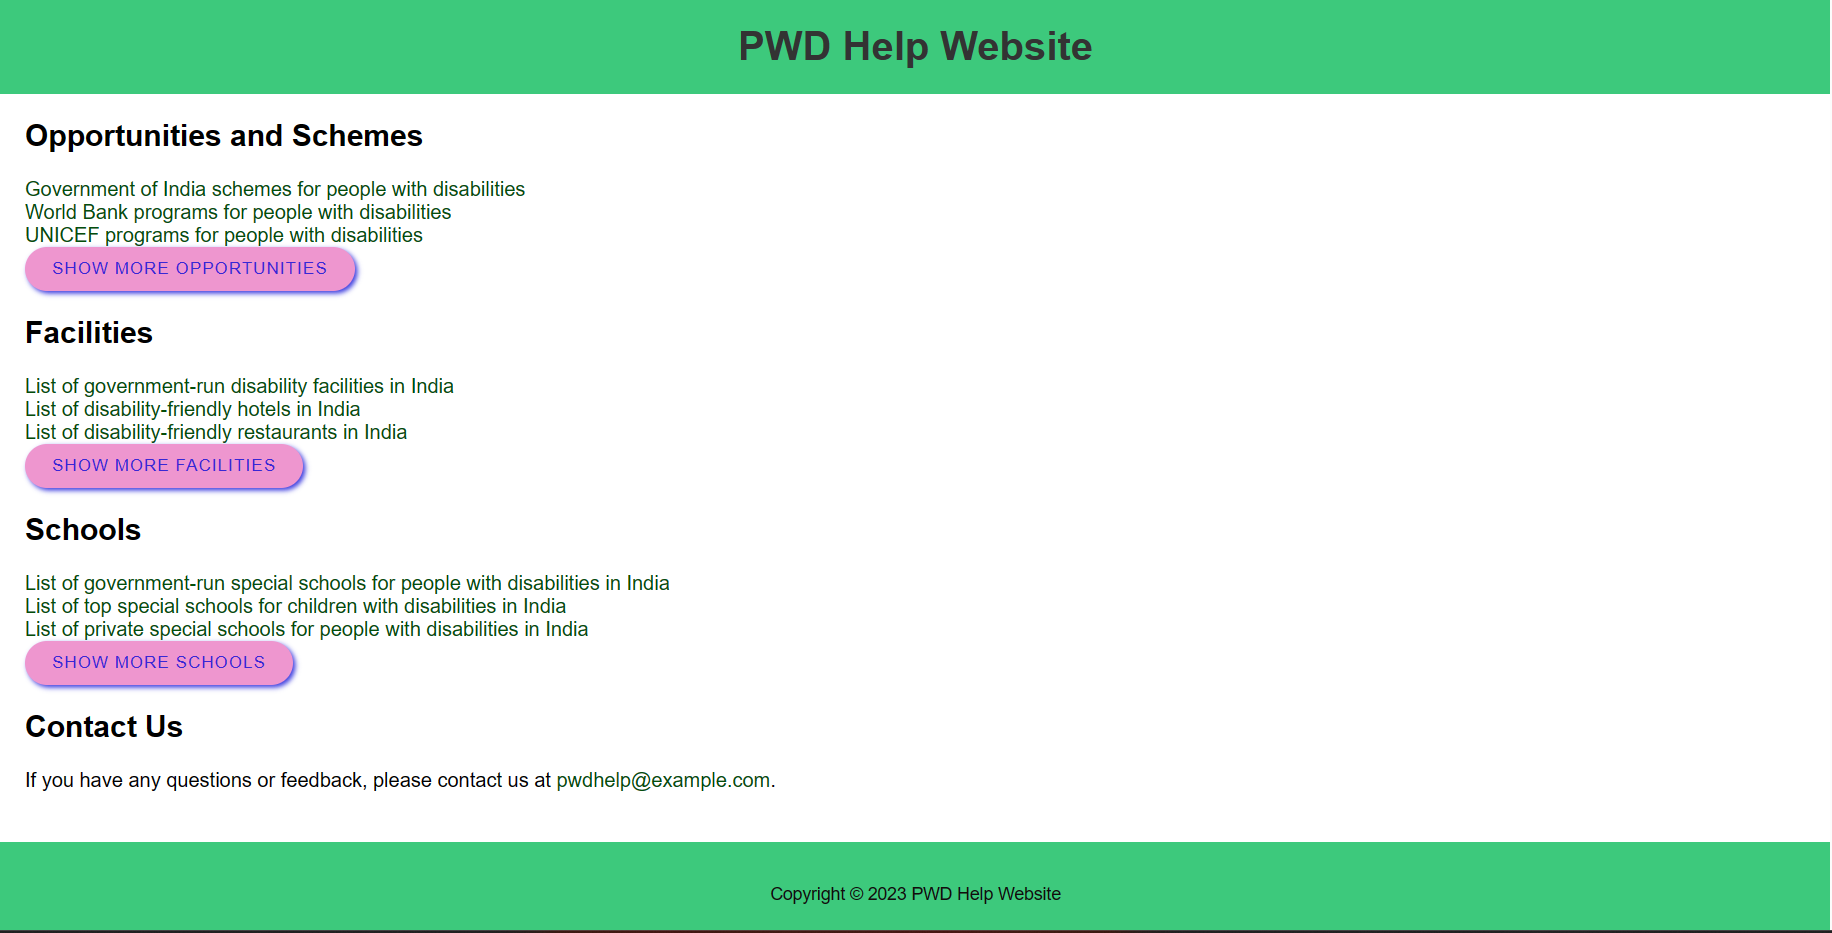 PWD Help Website
Opportunities and Schemes
Government of India schemes for people with disabilities
World Bank programs for people with disabilities
UNICEF programs for people with disabilities
SHOW MORE OPPORTUNITIES
Facilities
List of government-run disability facilities in India
List of disability-friendly hotels in India
List of disability-friendly restaurants in India
SHOW MORE FACILITIES
Schools
List of government-run special schools for people with disabilities in India
List of top special schools for children with disabilities in India
List of private special schools for people with disabilities in India
SHOW MORE SCHOOLS
Contact Us
If you have any questions or feedback, please contact us at pwdhelp@example.com.
Copyright © 2023 PWD Help Website